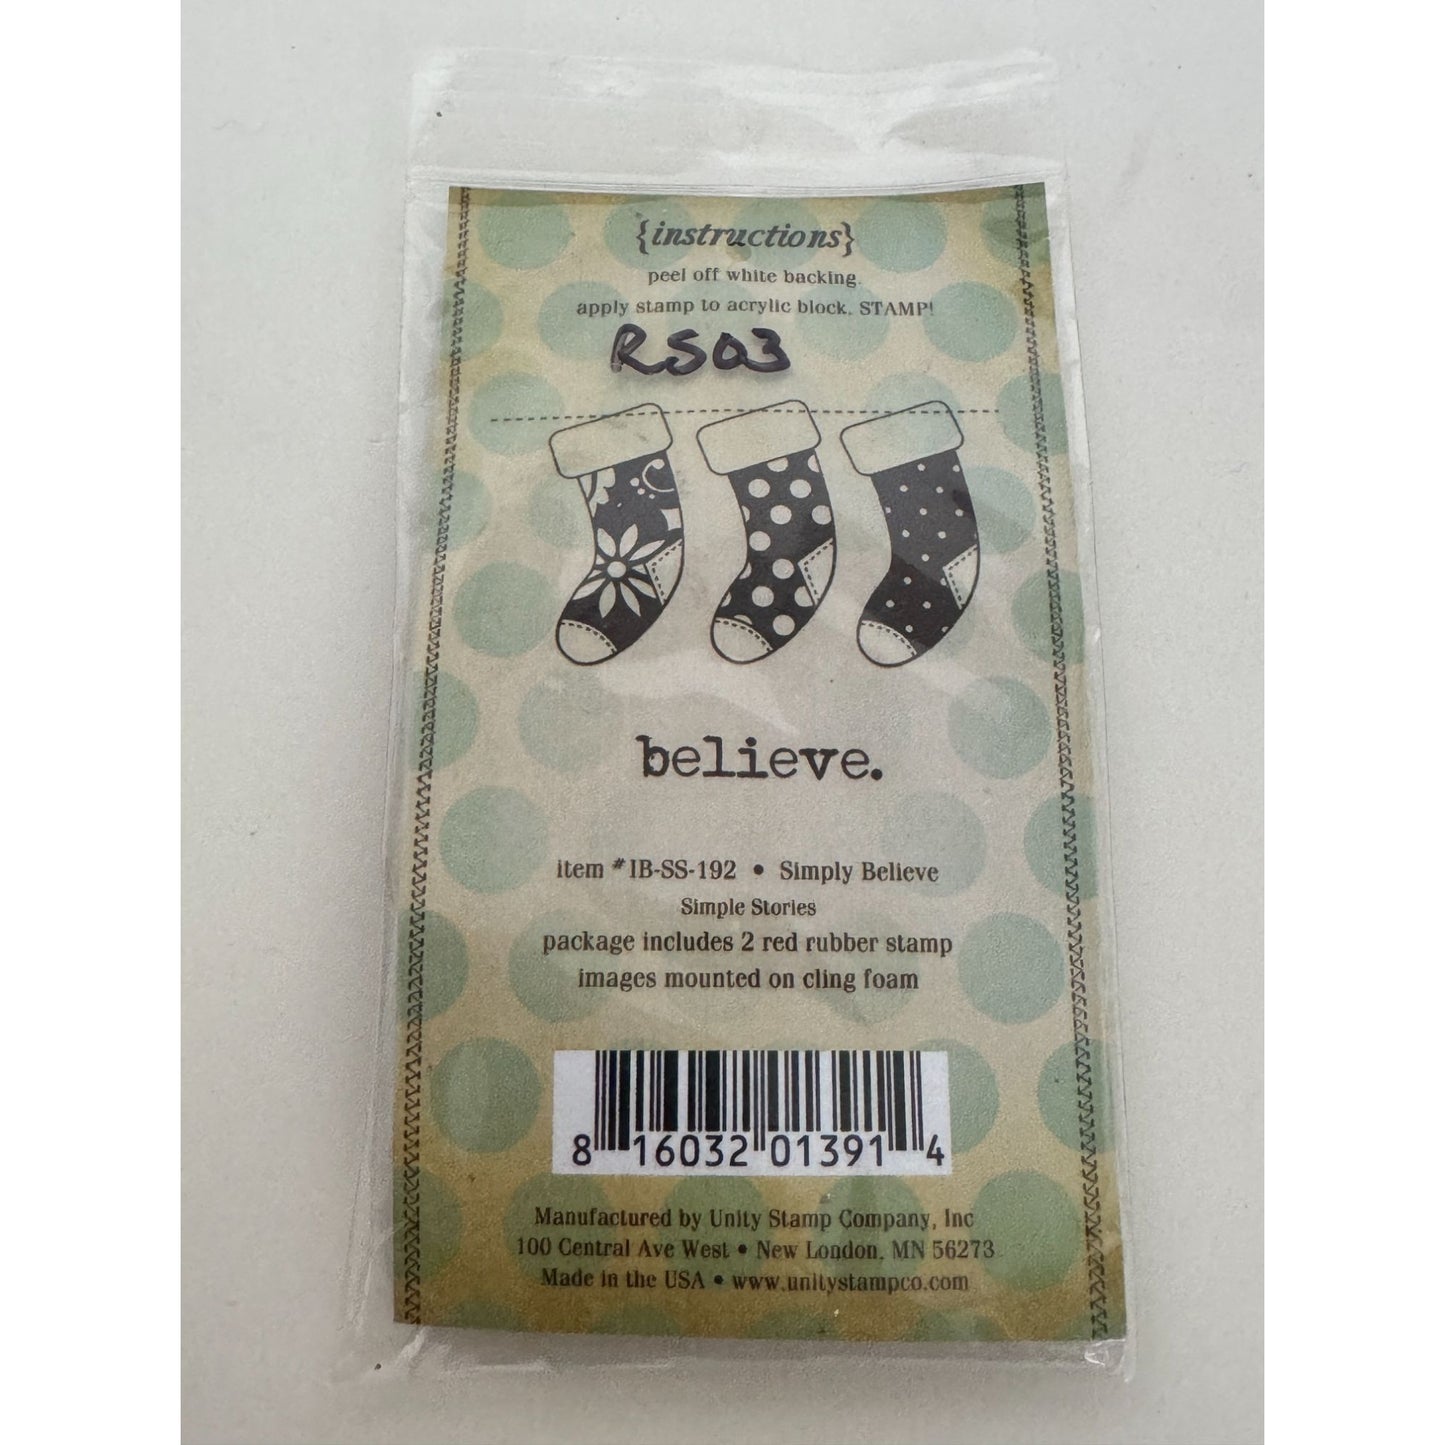 {instructions}
peel off white backing.
apply stamp to acrylic block. STAMP!
RS03
believe.
item #IB-SS-192 • Simply Believe
Simple Stories
package includes 2 red rubber stamp
images mounted on cling foam
8 16032 01391 4
Manufactured by Unity Stamp Company, Inc
100 Central Ave West • New London, MN 56273
Made in the USA • www.unitystampco.com